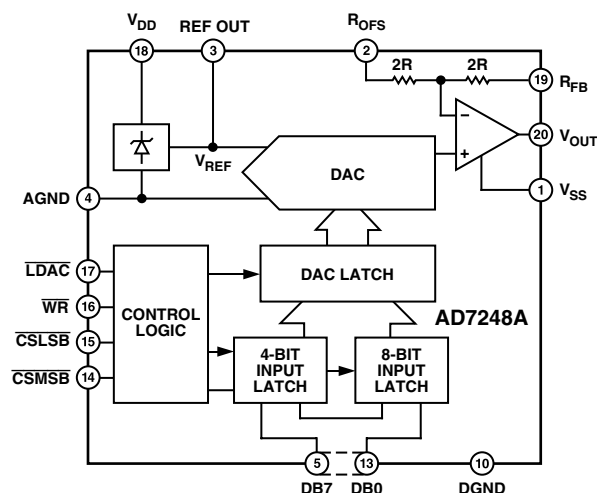 VDD
REF OUT
ROFS
18
3
2
2R
2R
19
RFB
VREF
DAC
20
VOUT
AGND
4
1
VSS
LDAC
17
DAC LATCH
WR
16
CONTROL
LOGIC
AD7248A
CSLSB
15
4-BIT
INPUT
LATCH
8-BIT
INPUT
LATCH
CSMSB
14
5
13
10
DB7
DB0
DGND
−
+